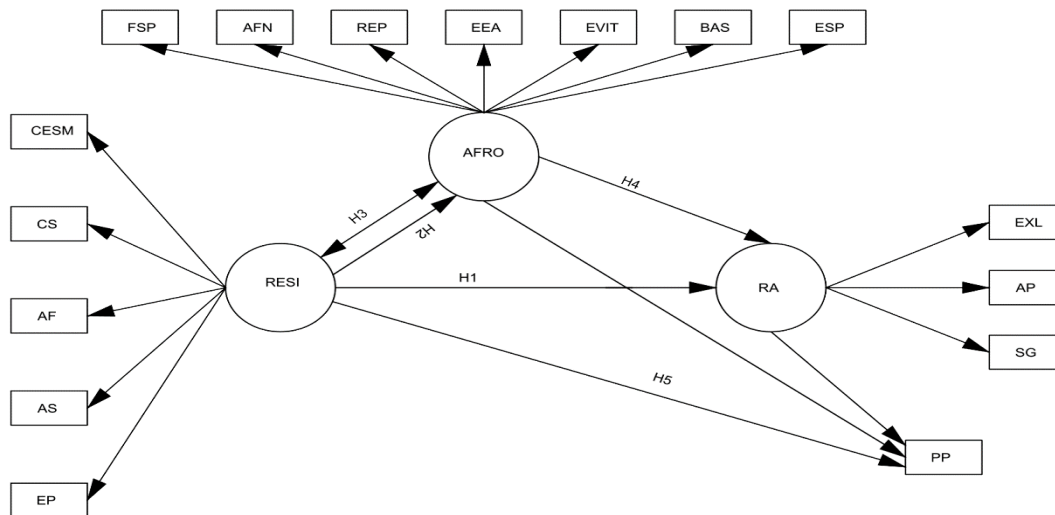 FSP
AFN
REP
EEA
EVIT
BAS
ESP
CESM
AFRO
CS
H3
H2
H4
EXL
RESI
H1
RA
AP
AF
SG
H5
AS
PP
EP